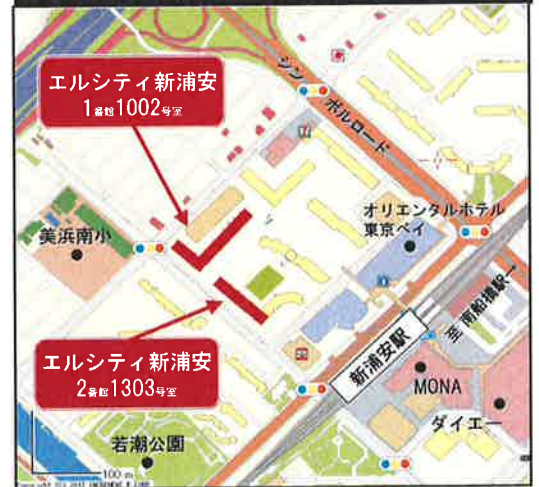 エルシティ新浦安
1番館1002号室
シンボルロード
オリエンタルホテル
東京ベイ
美浜南小
至 南船橋駅→
新浦安駅
エルシティ新浦安
2番館1303号室
MONA
ダイエー
若潮公園
100 m